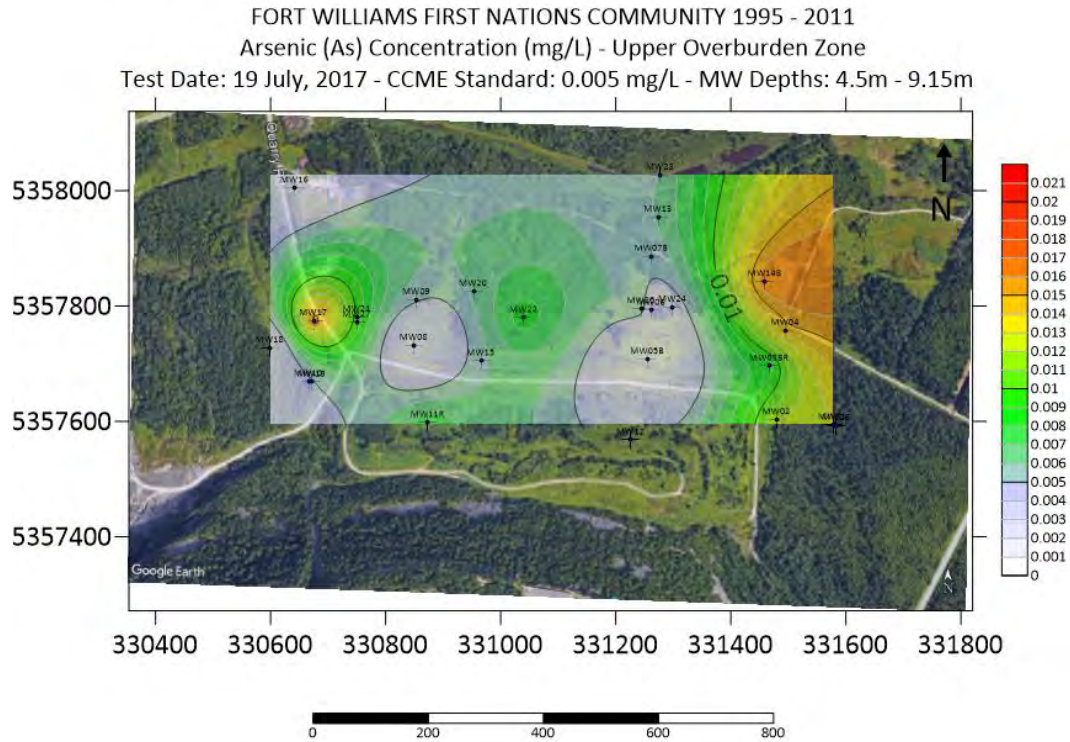 FORT WILLIAMS FIRST NATIONS COMMUNITY 1995 - 2011
Arsenic (As) Concentration (mg/L) - Upper Overburden Zone
Test Date: 19 July, 2017 - CCME Standard: 0.005 mg/L - MW Depths: 4.5m - 9.15m
Quarry
MW23
MW16
5358000
N
MW13
MW07B
MW14B
0.01
MW20
MW09
MW24
5357800
MW17
MW22
MW04
MW08
MW18
MW15
MW05B
5357600
MW11R
MW02
MW12
5357400
Google Earth
N
0.021
0.02
0.019
0.018
0.017
0.016
0.015
0.014
0.013
0.012
0.011
0.01
0.009
0.008
0.007
0.006
0.005
0.004
0.003
0.002
0.001
0
330400 330600 330800 331000 331200 331400 331600 331800
0 200 400 600 800